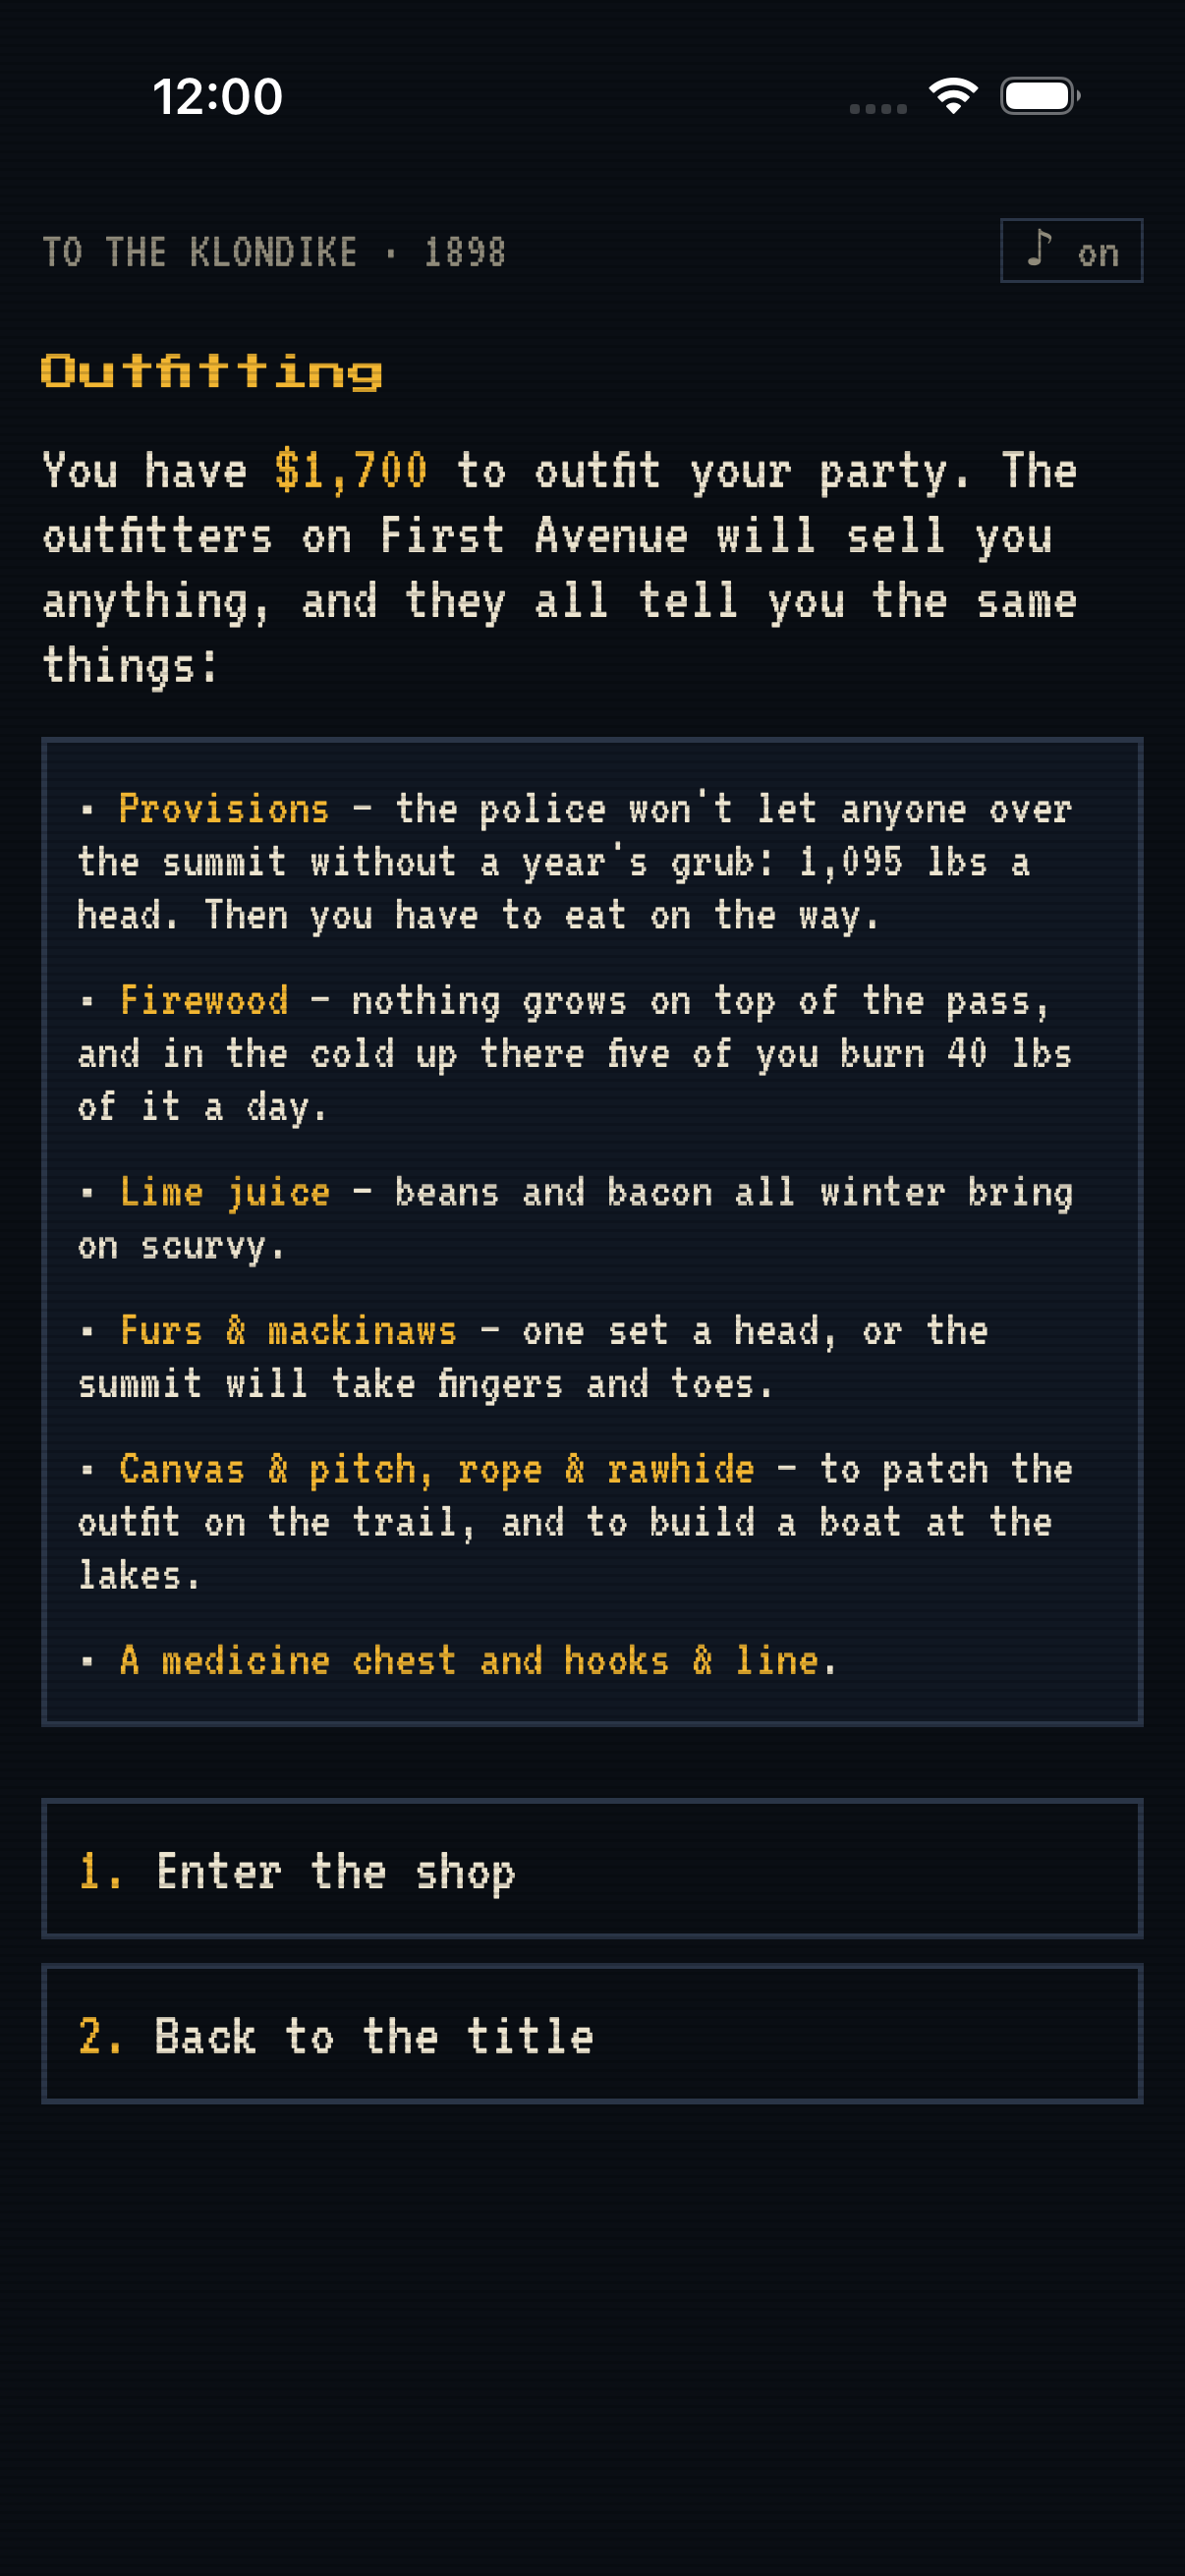 12:00
TO THE KLONDIKE · 1898
♪ on
Outfitting
You have $1,700 to outfit your party. The
outfitters on First Avenue will sell you
anything, and they all tell you the same
things:
▪ Provisions — the police won't let anyone over
the summit without a year's grub: 1,095 lbs a
head. Then you have to eat on the way.
▪ Firewood — nothing grows on top of the pass,
and in the cold up there five of you burn 40 lbs
of it a day.
▪ Lime juice — beans and bacon all winter bring
on scurvy.
▪ Furs & mackinaws — one set a head, or the
summit will take fingers and toes.
▪ Canvas & pitch, rope & rawhide — to patch the
outfit on the trail, and to build a boat at the
lakes.
▪ A medicine chest and hooks & line.
1. Enter the shop
2. Back to the title